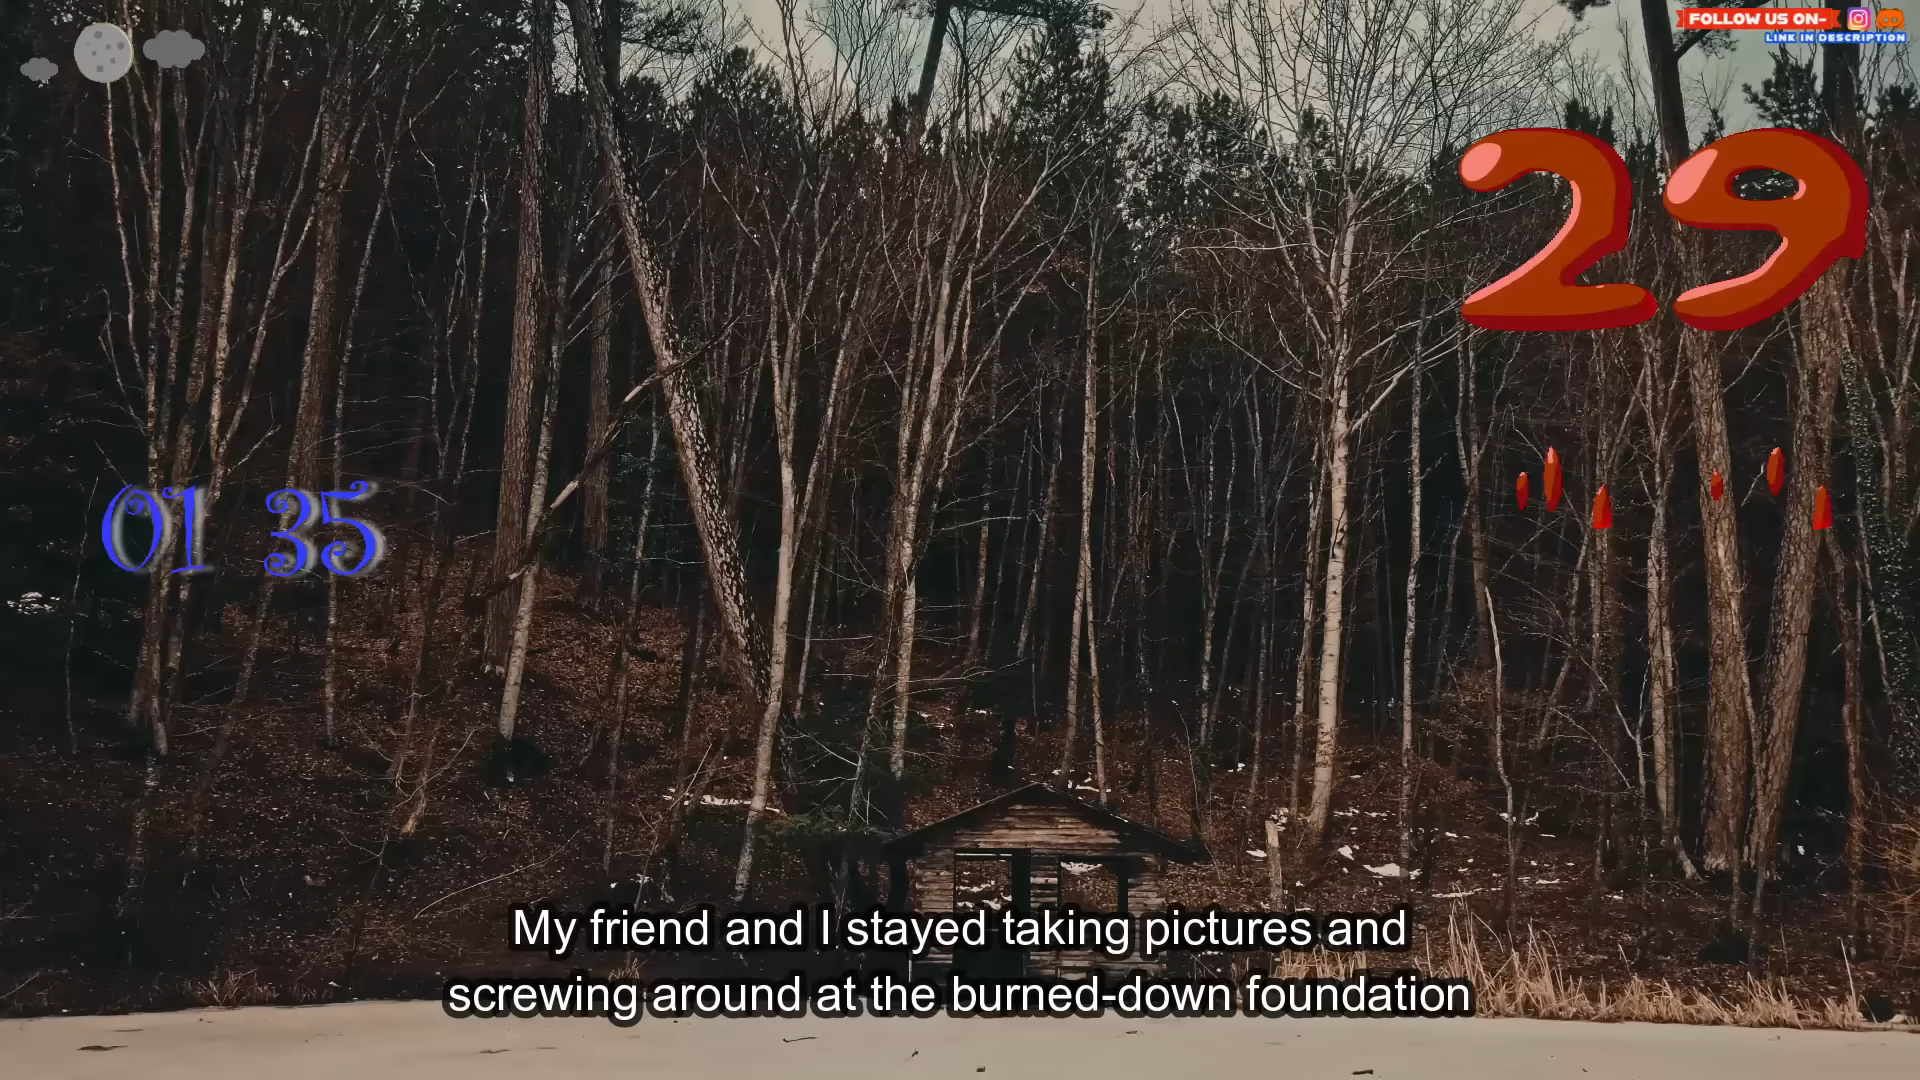 FOLLOW US ON-
LINK IN DESCRIPTION
29
01 35
My friend and I stayed taking pictures and
screwing around at the burned-down foundation